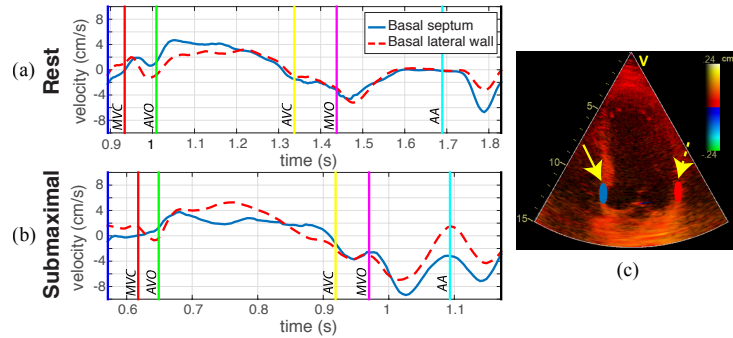 (a)
Rest
velocity (cm/s)
8
4
0
-4
-8
MVC
AVO
AVC
MVO
AA
Basal septum
Basal lateral wall
0.9 1 1.1 1.2 1.3 1.4 1.5 1.6 1.7 1.8
time (s)
(b)
Submaximal
velocity (cm/s)
8
4
0
-4
-8
MVC
AVO
AVC
MVO
AA
0.6 0.7 0.8 0.9 1 1.1
time (s)
V
5
10
15
.24
cm
-.24
(c)